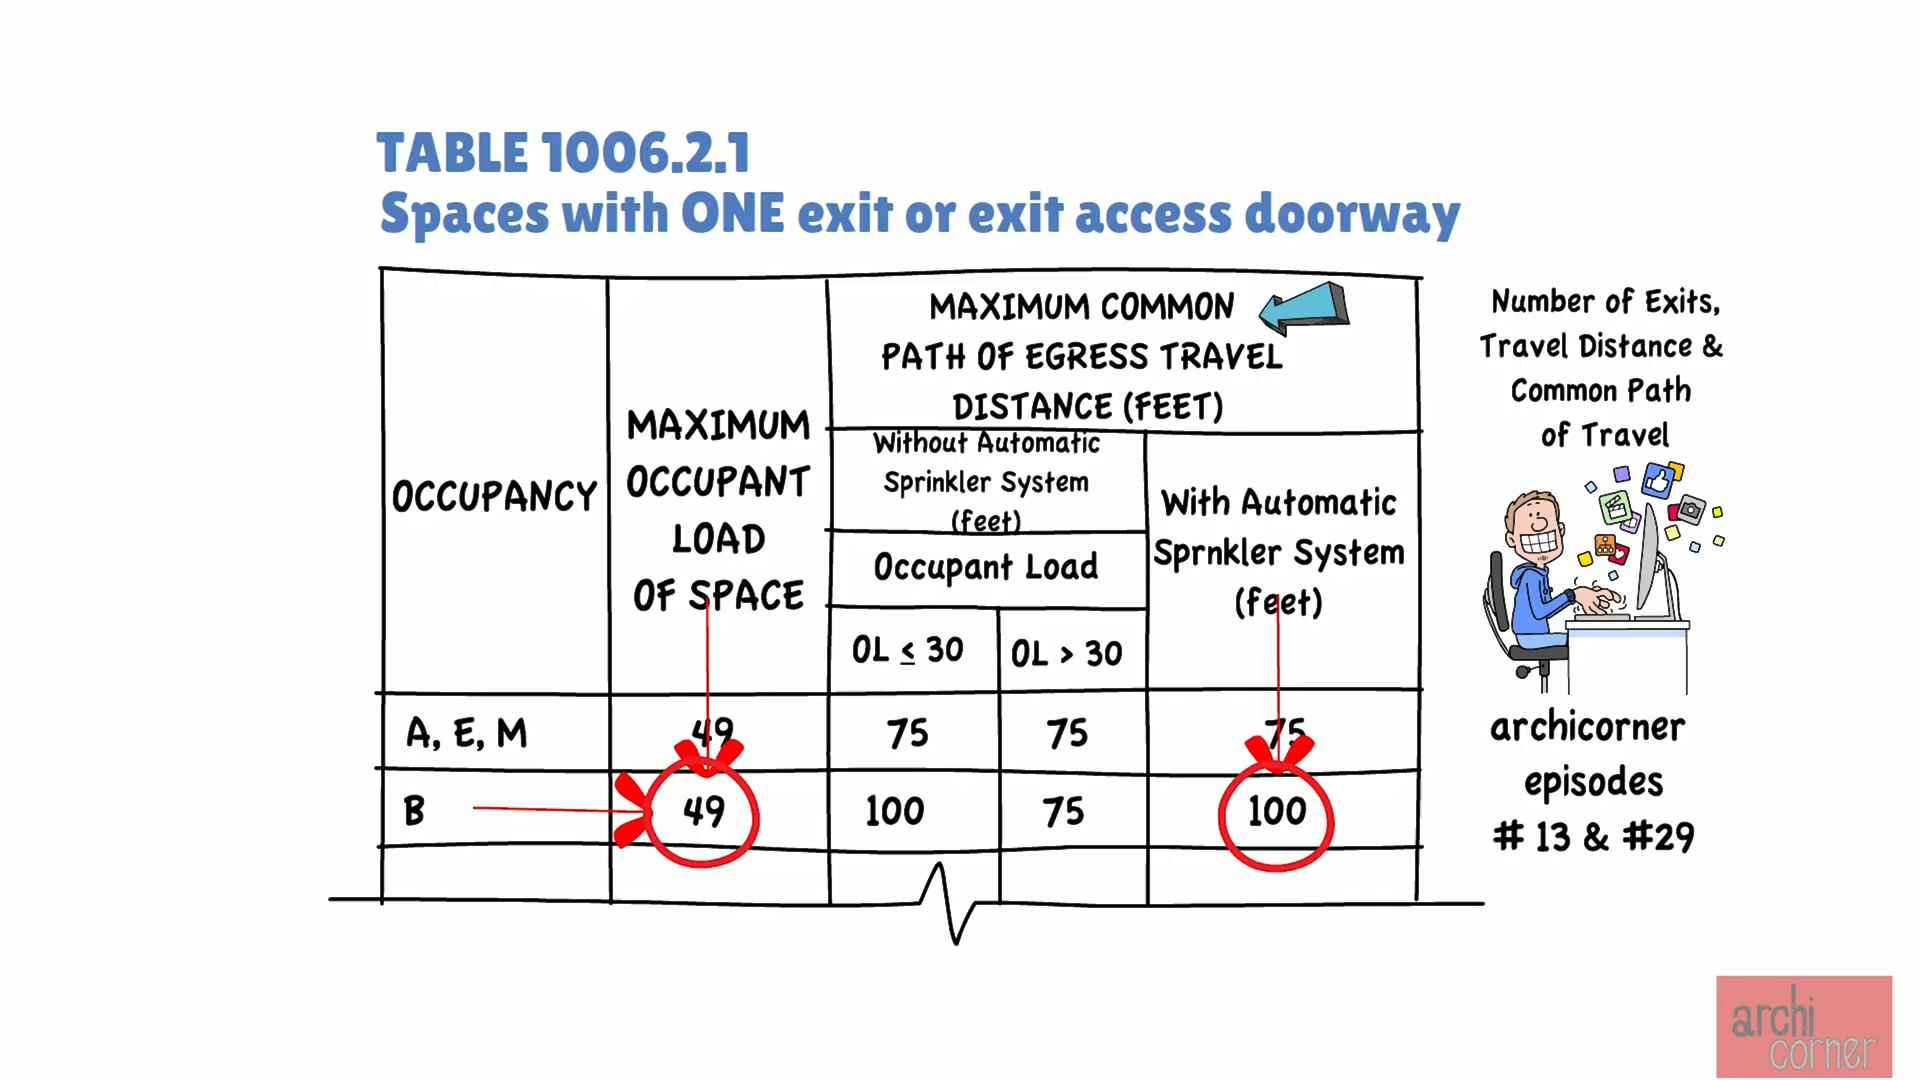 TABLE 1006.2.1
Spaces with ONE exit or exit access doorway
OCCUPANCY
MAXIMUM
OCCUPANT
LOAD
OF SPACE
MAXIMUM COMMON
PATH OF EGRESS TRAVEL
DISTANCE (FEET)
Without Automatic
Sprinkler System
(feet)
Occupant Load
OL ≤ 30
OL > 30
With Automatic
Sprnkler System
(feet)
A, E, M
49
75
75
75
B
49
100
75
100
Number of Exits,
Travel Distance &
Common Path
of Travel
archicorner
episodes
# 13 & #29
archi
corner